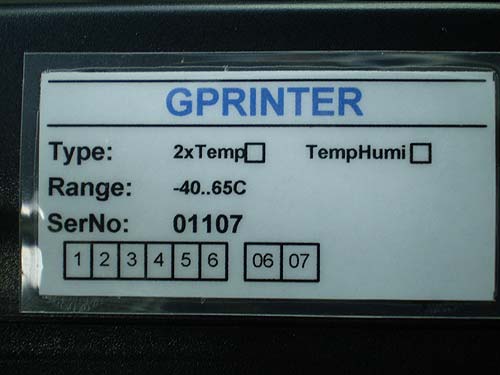 GPRINTER
Type: 2xTemp TempHumi
Range: -40..65C
SerNo: 01107
1 2 3 4 5 6 06 07